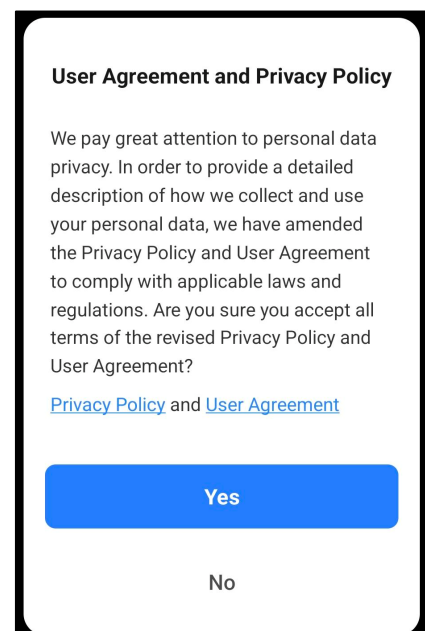 User Agreement and Privacy Policy
We pay great attention to personal data
privacy. In order to provide a detailed
description of how we collect and use
your personal data, we have amended
the Privacy Policy and User Agreement
to comply with applicable laws and
regulations. Are you sure you accept all
terms of the revised Privacy Policy and
User Agreement?
Privacy Policy and User Agreement
Yes
No